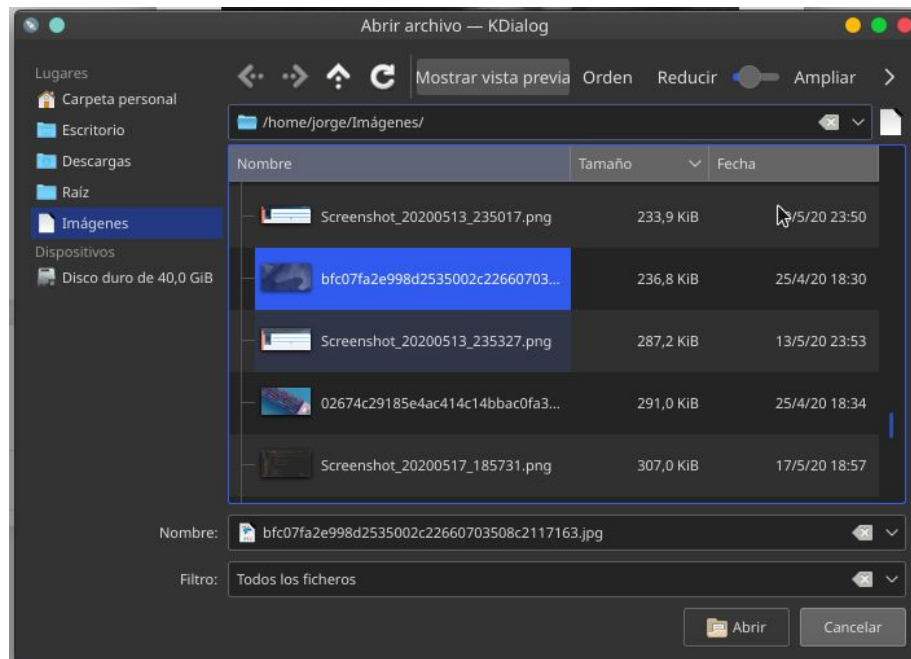 Abrir archivo — KDialog
Lugares
Carpeta personal
Escritorio
Descargas
Raíz
Imágenes
Dispositivos
Disco duro de 40,0 GiB
Mostrar vista previa Orden Reducir Ampliar
/home/jorge/Imágenes/
Nombre Tamaño Fecha
Screenshot_20200513_235017.png 233,9 KiB /5/20 23:50
bfc07fa2e998d2535002c22660703... 236,8 KiB 25/4/20 18:30
Screenshot_20200513_235327.png 287,2 KiB 13/5/20 23:53
02674c29185e4ac414c14bbac0fa3... 291,0 KiB 25/4/20 18:34
Screenshot_20200517_185731.png 307,0 KiB 17/5/20 18:57
Nombre: bfc07fa2e998d2535002c22660703508c2117163.jpg
Filtro: Todos los ficheros
Abrir Cancelar